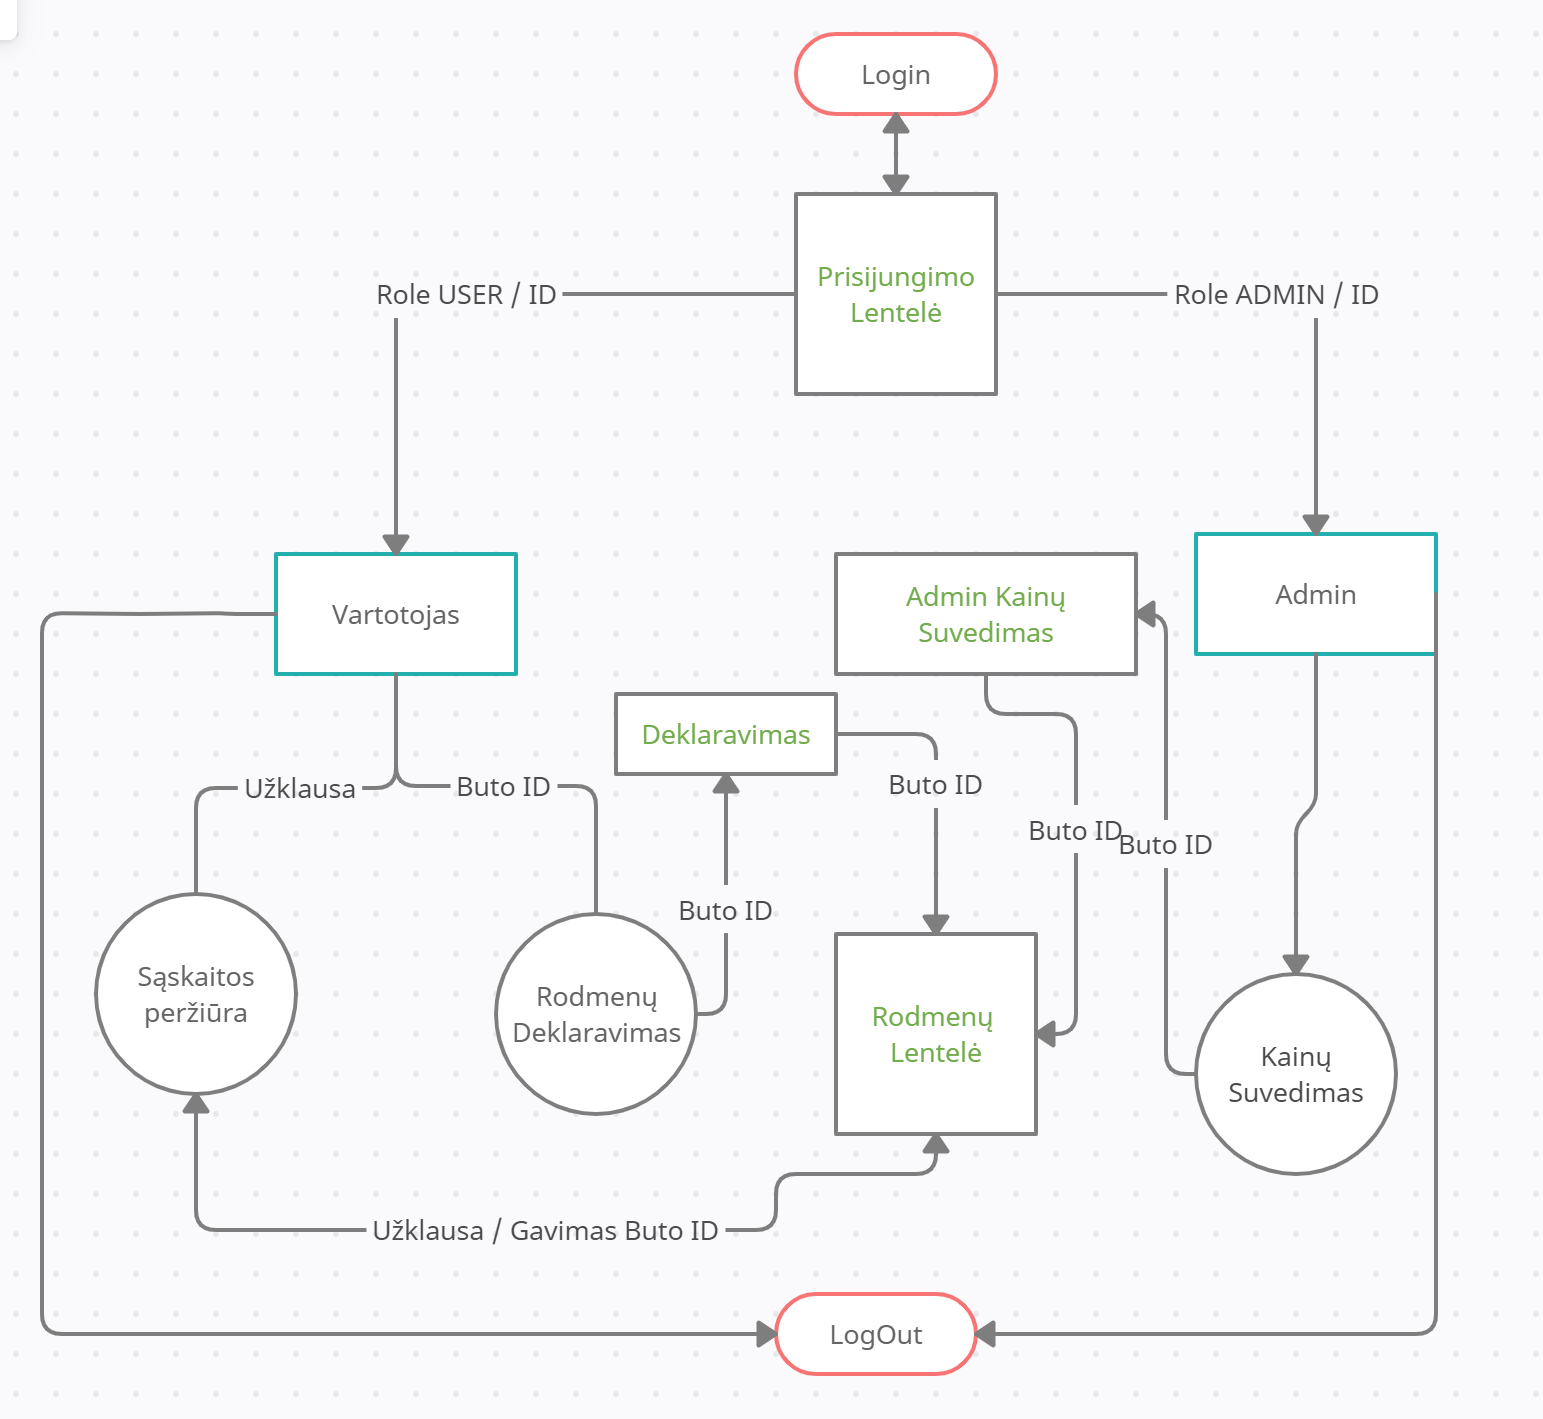 Login
Prisijungimo
Lentelė
Role USER / ID
Role ADMIN / ID
Vartotojas
Admin Kainų
Suvedimas
Admin
Deklaravimas
Užklausa
Buto ID
Buto ID
Buto ID
Buto ID
Buto ID
Sąskaitos
peržiūra
Rodmenų
Deklaravimas
Rodmenų
Lentelė
Kainų
Suvedimas
Užklausa / Gavimas Buto ID
LogOut